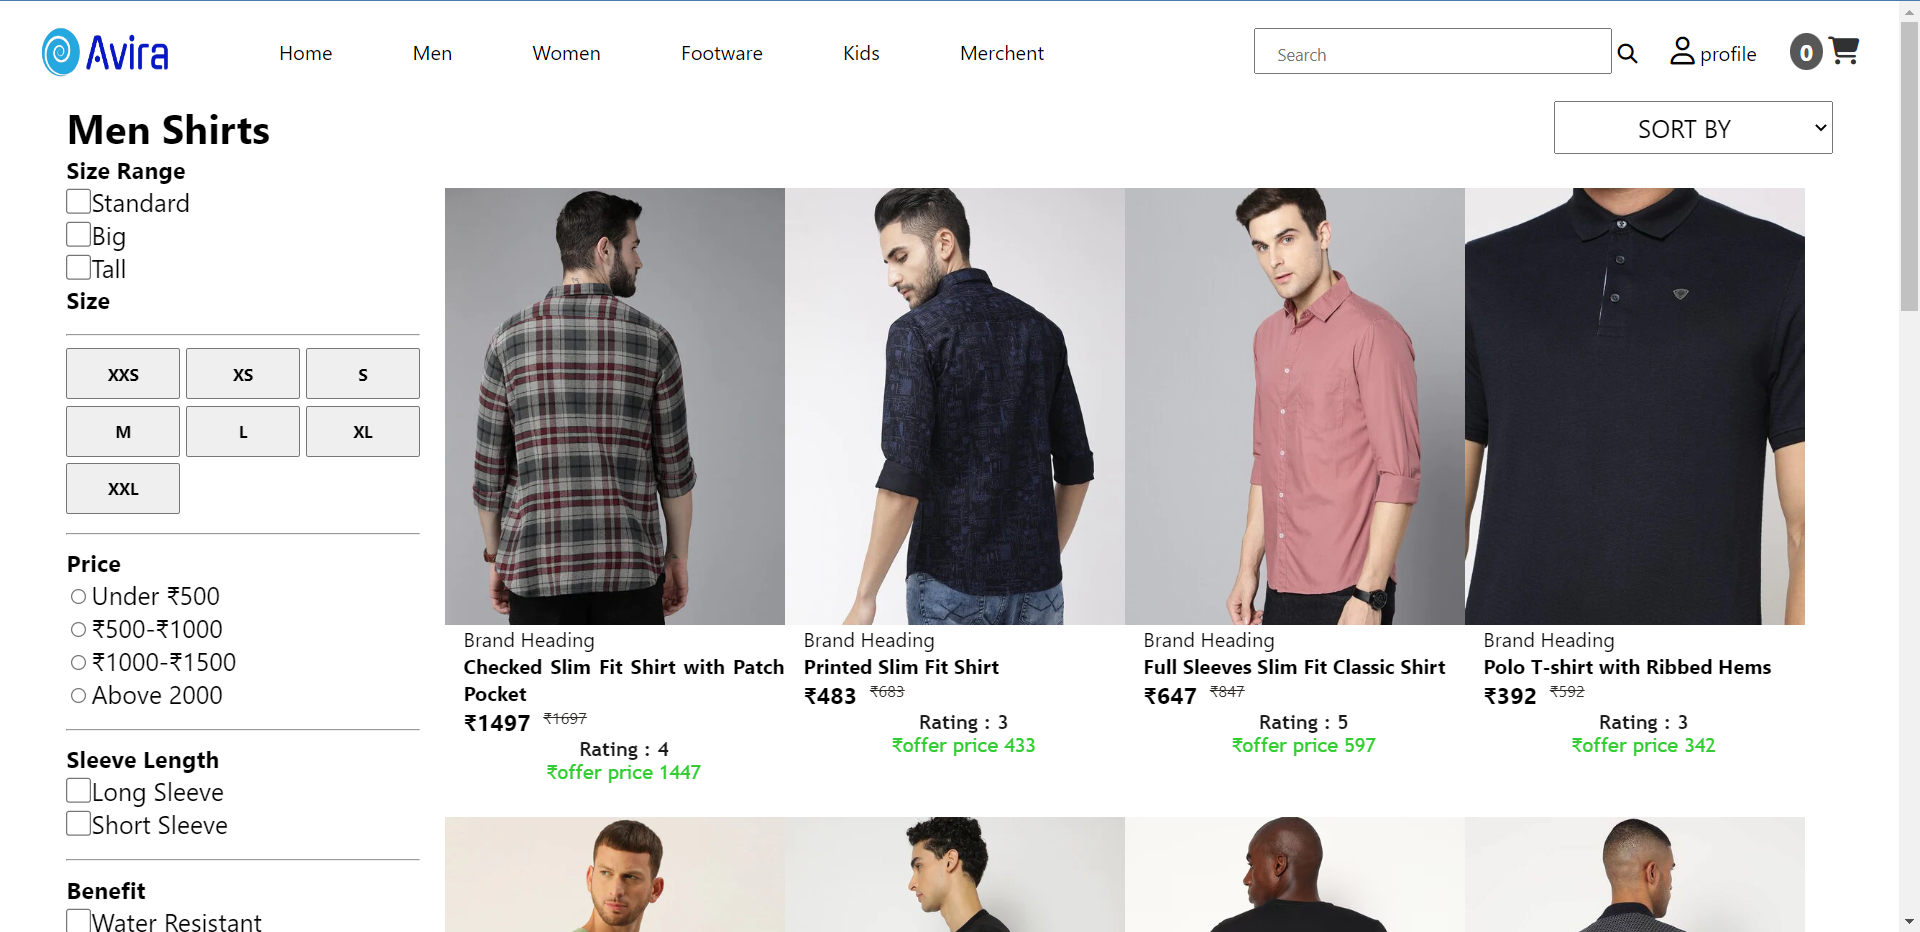 Avira
Home
Men
Women
Footware
Kids
Merchent
Search
profile
0
Men Shirts
SORT BY
Size Range
Standard
Big
Tall
Size
XXS
XS
S
M
L
XL
XXL
Price
Under ₹500
₹500-₹1000
₹1000-₹1500
Above 2000
Sleeve Length
Long Sleeve
Short Sleeve
Benefit
Water Resistant
Brand Heading
Checked Slim Fit Shirt with Patch
Pocket
₹1497 ₹1697
Rating : 4
₹offer price 1447
Brand Heading
Printed Slim Fit Shirt
₹483 ₹683
Rating : 3
₹offer price 433
Brand Heading
Full Sleeves Slim Fit Classic Shirt
₹647 ₹847
Rating : 5
₹offer price 597
Brand Heading
Polo T-shirt with Ribbed Hems
₹392 ₹592
Rating : 3
₹offer price 342